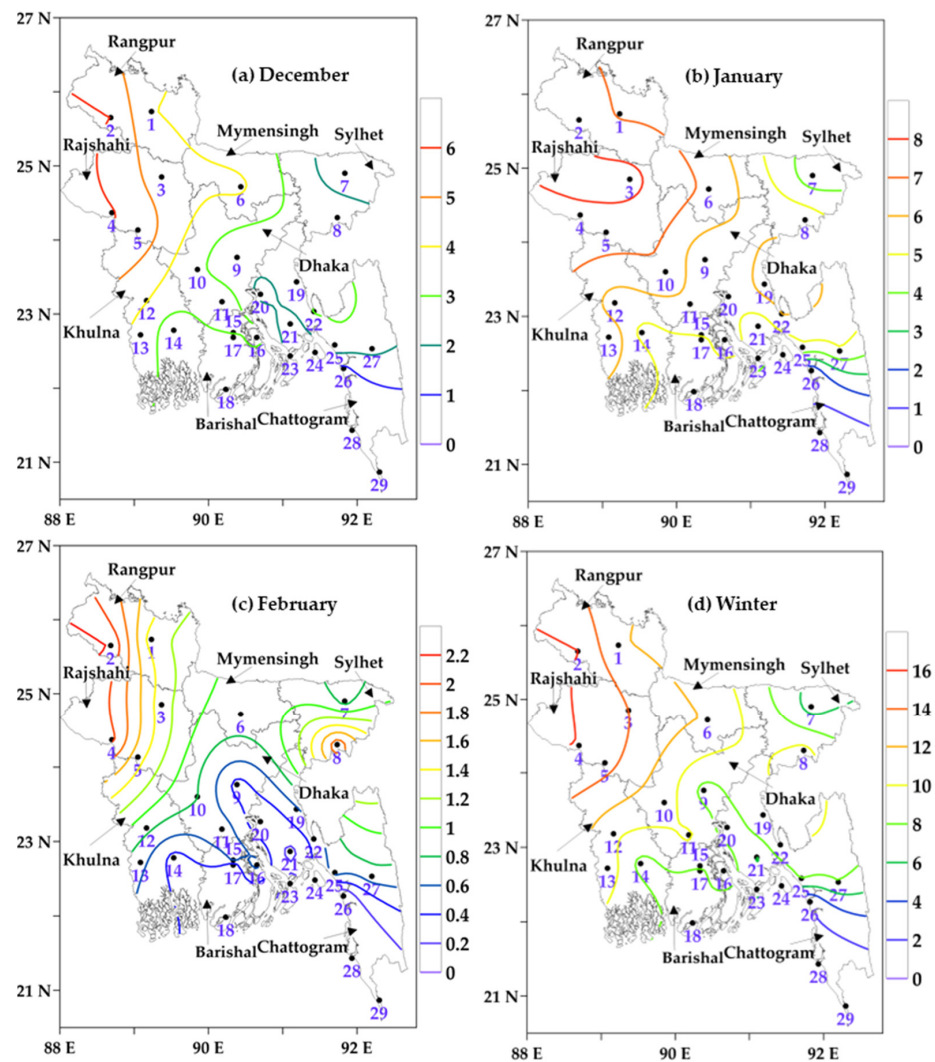 27 N
Rangpur
(a) December
Mymensingh
Sylhet
Rajshahi
25 N
Dhaka
23 N
Khulna
Barishal
Chattogram
21 N
88 E
90 E
92 E
1
2
3
4
5
6
7
8
9
10
11
12
13
14
15
16
17
18
19
20
21
22
23
24
25
26
27
28
29
6
5
4
3
2
1
0
27 N
Rangpur
(b) January
Mymensingh
Sylhet
Rajshahi
25 N
Dhaka
23 N
Khulna
Barishal
Chattogram
21 N
88 E
90 E
92 E
1
2
3
4
5
6
7
8
9
10
11
12
13
14
15
16
17
18
19
20
21
22
23
24
25
26
27
28
29
8
7
6
5
4
3
2
1
0
27 N
Rangpur
(c) February
Mymensingh
Sylhet
Rajshahi
25 N
Dhaka
23 N
Khulna
Barishal
Chattogram
21 N
88 E
90 E
92 E
1
2
3
4
5
6
7
8
9
10
11
12
13
14
15
16
17
18
19
20
21
22
23
24
25
26
27
28
29
2.2
2
1.8
1.6
1.4
1.2
1
0.8
0.6
0.4
0.2
0
27 N
Rangpur
(d) Winter
Mymensingh
Sylhet
Rajshahi
25 N
Dhaka
23 N
Khulna
Barishal
Chattogram
21 N
88 E
90 E
92 E
1
2
3
4
5
6
7
8
9
10
11
12
13
14
15
16
17
18
19
20
21
22
23
24
25
26
27
28
29
16
14
12
10
8
6
4
2
0